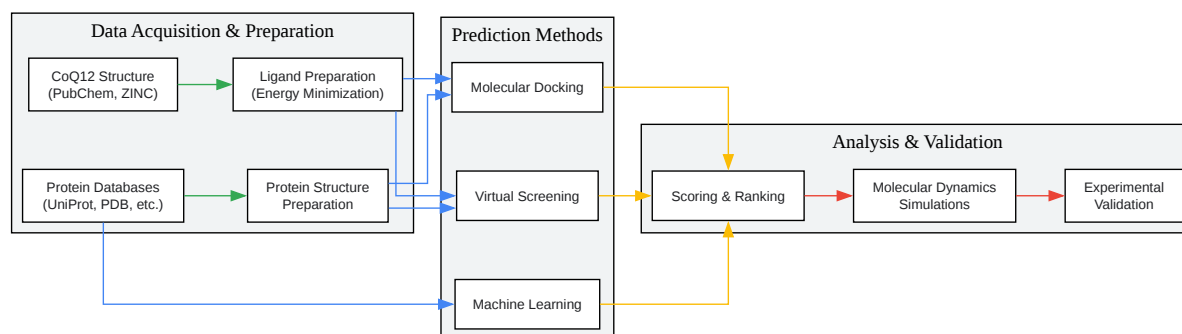 Data Acquisition & Preparation
CoQ12 Structure
(PubChem, ZINC)
Ligand Preparation
(Energy Minimization)
Protein Databases
(UniProt, PDB, etc.)
Protein Structure
Preparation
Prediction Methods
Molecular Docking
Virtual Screening
Machine Learning
Analysis & Validation
Scoring & Ranking
Molecular Dynamics
Simulations
Experimental
Validation